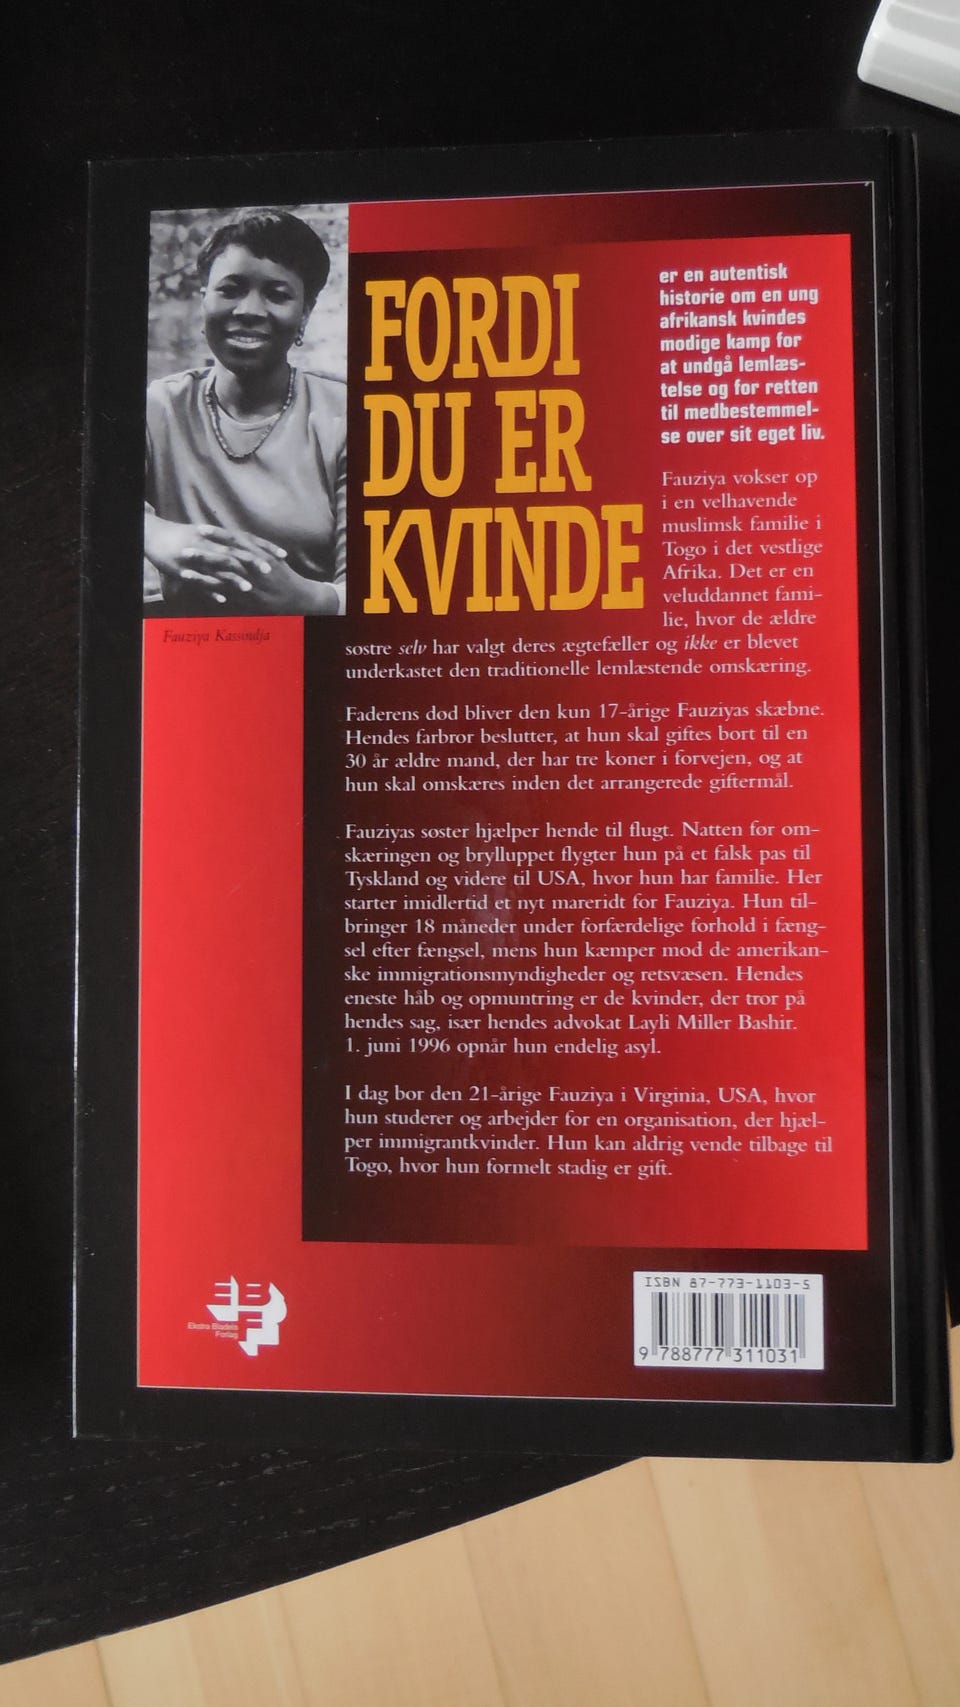 FORDI
DU ER
KVINDE
er en autentisk
historie om en ung
afrikansk kvindes
modige kamp for
at undgå lemlæs-
telse og for retten
til medbestemmel-
se over sit eget liv.
Fauziya vokser op
i en velhavende
muslimsk familie i
Togo i det vestlige
Afrika. Det er en
veluddannet fami-
lie, hvor de ældre
søstre selv har valgt deres ægtefæller og ikke er blevet
underkastet den traditionelle lemlæstende omskæring.
Fauziya Kassindja
Faderens død bliver den kun 17-årige Fauziyas skæbne.
Hendes farbror beslutter, at hun skal giftes bort til en
30 år ældre mand, der har tre koner i forvejen, og at
hun skal omskæres inden det arrangerede giftermål.
Fauziyas søster hjælper hende til flugt. Natten før om-
skæringen og brylluppet flygter hun på et falsk pas til
Tyskland og videre til USA, hvor hun har familie. Her
starter imidlertid et nyt mareridt for Fauziya. Hun til-
bringer 18 måneder under forfærdelige forhold i fæng-
sel efter fængsel, mens hun kæmper mod de amerikan-
ske immigrationsmyndigheder og retsvæsen. Hendes
eneste håb og opmuntring er de kvinder, der tror på
hendes sag, især hendes advokat Layli Miller Bashir.
1. juni 1996 opnår hun endelig asyl.
I dag bor den 21-årige Fauziya i Virginia, USA, hvor
hun studerer og arbejder for en organisation, der hjæl-
per immigrantkvinder. Hun kan aldrig vende tilbage til
Togo, hvor hun formelt stadig er gift.
EBF
Ekstra Bladets
Forlag
ISBN 87-773-1103-5
9 788777 311031